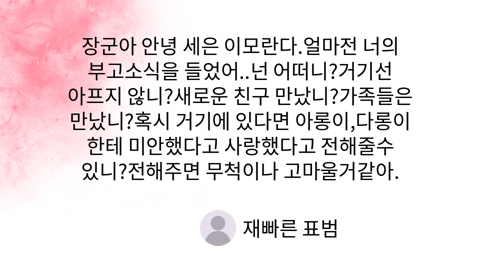 장군아 안녕 세은 이모란다.얼마전 너의
부고소식을 들었어..넌 어떠니?거기선
아프지 않니?새로운 친구 만났니?가족들은
만났니?혹시 거기에 있다면 아롱이,다롱이
한테 미안했다고 사랑했다고 전해줄수
있니?전해주면 무척이나 고마울거같아.
재빠른 표범